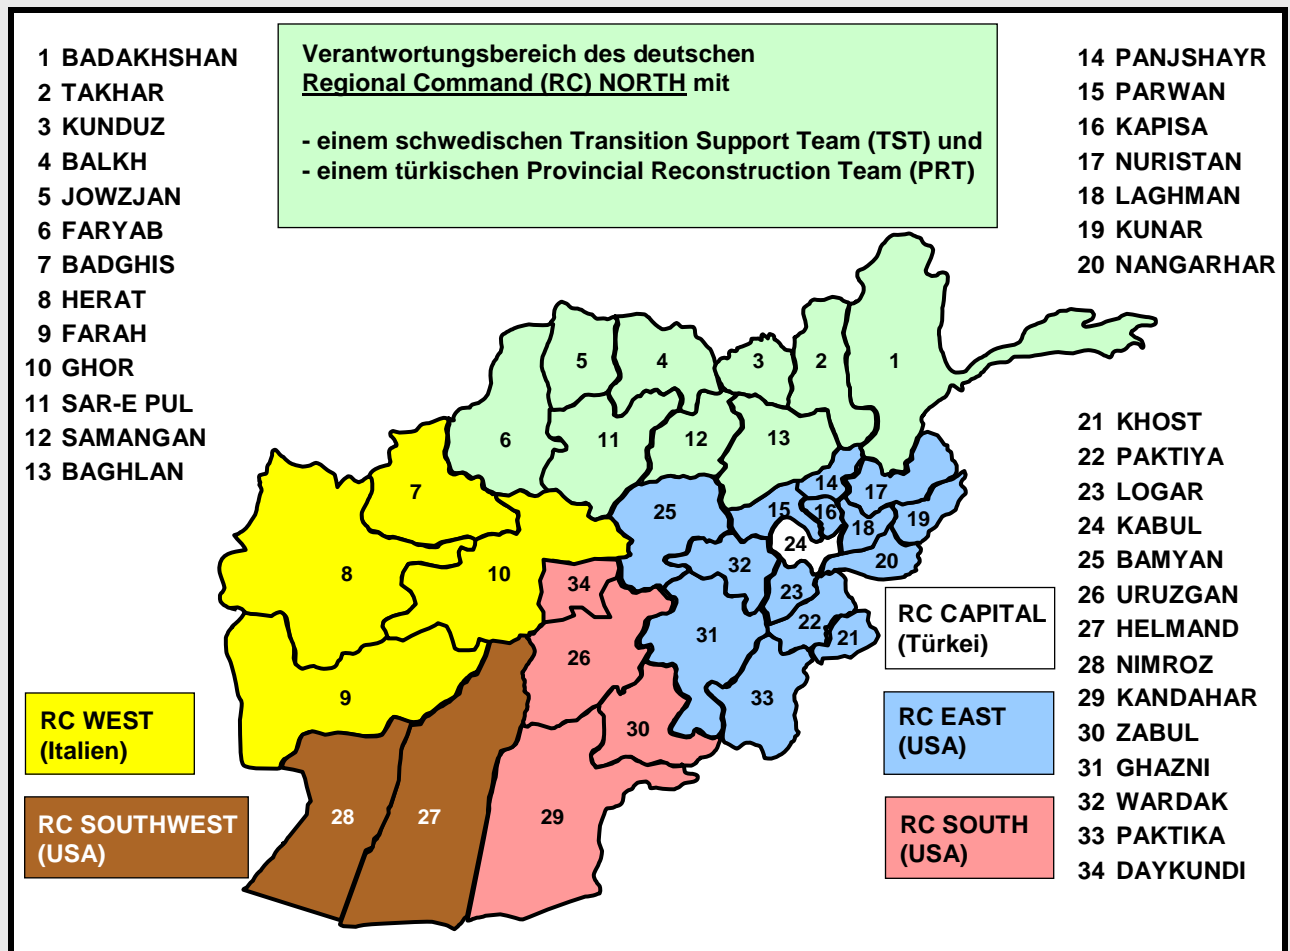 1 BADAKHSHAN
2 TAKHAR
3 KUNDUZ
4 BALKH
5 JOWZJAN
6 FARYAB
7 BADGHIS
8 HERAT
9 FARAH
10 GHOR
11 SAR-E PUL
12 SAMANGAN
13 BAGHLAN
Verantwortungsbereich des deutschen
Regional Command (RC) NORTH mit
- einem schwedischen Transition Support Team (TST) und
- einem türkischen Provincial Reconstruction Team (PRT)
14 PANJSHAYR
15 PARWAN
16 KAPISA
17 NURISTAN
18 LAGHMAN
19 KUNAR
20 NANGARHAR
21 KHOST
22 PAKTIYA
23 LOGAR
24 KABUL
25 BAMYAN
26 URUZGAN
27 HELMAND
28 NIMROZ
29 KANDAHAR
30 ZABUL
31 GHAZNI
32 WARDAK
33 PAKTIKA
34 DAYKUNDI
5
4
3
2
1
6
11
12
13
7
25
15
14
16
17
18
19
20
24
8
10
34
32
23
22
21
31
26
9
33
30
28
27
29
RC CAPITAL
(Türkei)
RC WEST
(Italien)
RC EAST
(USA)
RC SOUTHWEST
(USA)
RC SOUTH
(USA)